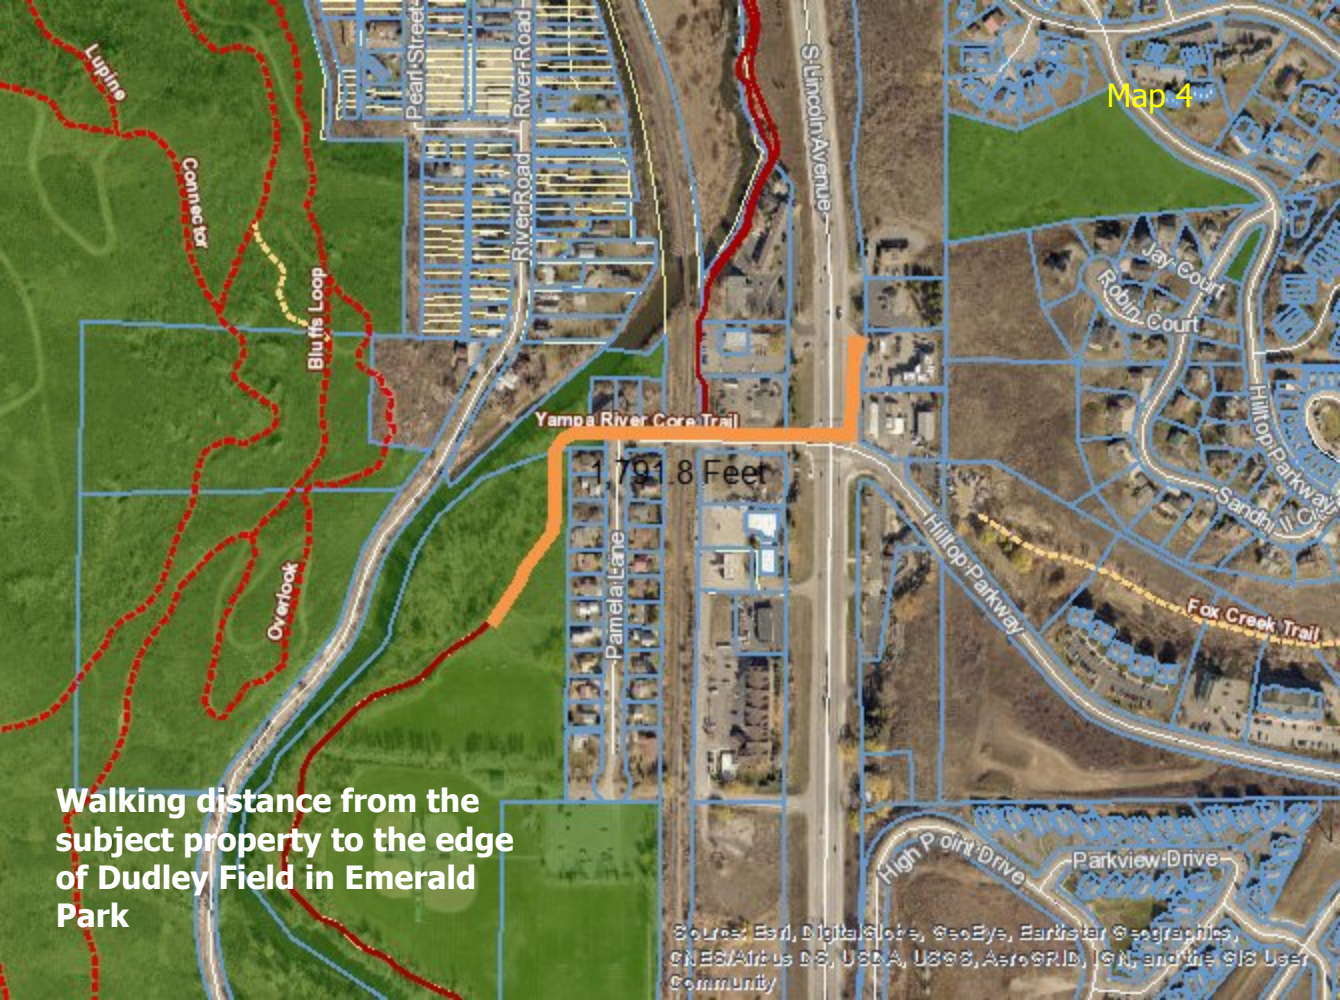 Lupine
Pearl Street
River Road
S Lincoln Avenue
Map 4
Connector
River Road
Jay Court
Robin Court
Bluffs Loop
Yampa River Core Trail
1,791.8 Feet
Hilltop Parkway
Hilltop Parkway
Overlook
Pamela Lane
Fox Creek Trail
Walking distance from the
subject property to the edge
of Dudley Field in Emerald
Park
High Point Drive
Parkview Drive
Source: Esri, DigitalGlobe, GeoEye, Earthstar Geographics,
CNES/Airbus DS, USDA, USGS, AeroGRID, IGN, and the GIS User
Community